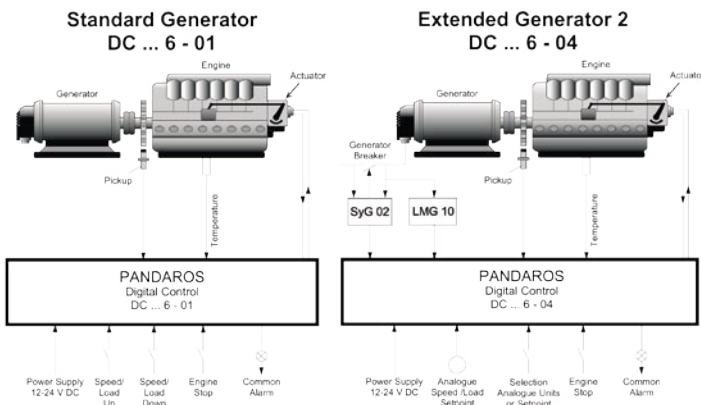 Standard Generator
DC ... 6 - 01
Engine
Actuator
Generator
Pickup
Temperature
PANDAROS
Digital Control
DC ... 6 - 01
Power Supply
12-24 V DC
Speed/
Load
Up
Speed/
Load
Down
Engine
Stop
Common
Alarm
Extended Generator 2
DC ... 6 - 04
Engine
Actuato
Generator
Generator
Breaker
Pickup
SyG 02
LMG 10
Temperature
PANDAROS
Digital Control
DC ... 6 - 04
Power Supply
12-24 V DC
Analogue
Speed /Load
Setpoint
Selection
Analogue Units
or Setpoint
Engine
Stop
Common
Alarm